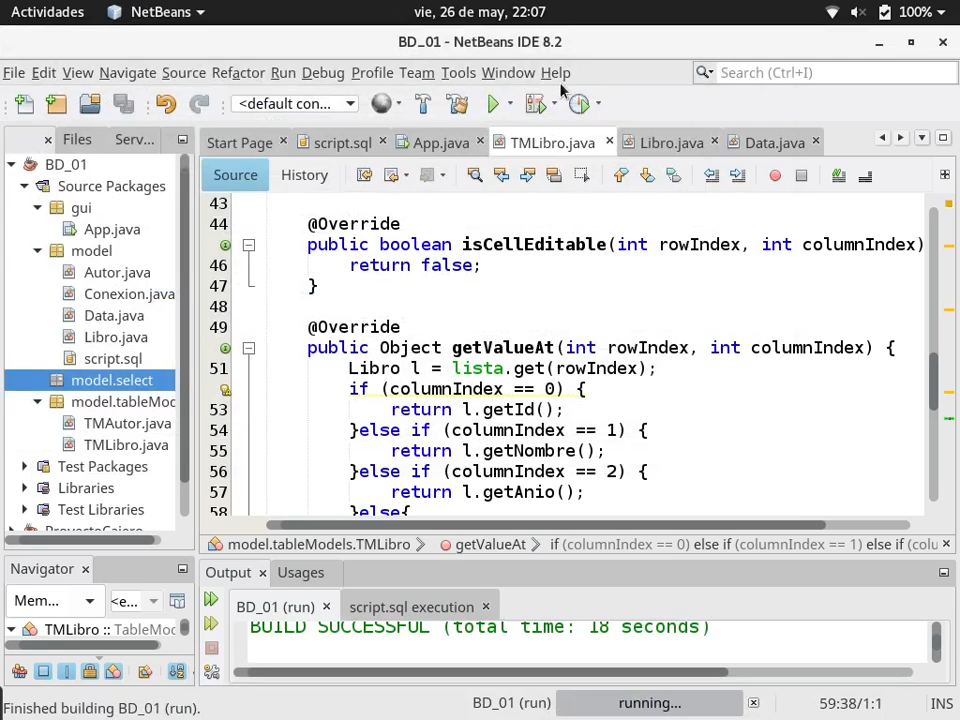 Actividades NetBeans vie, 26 de may, 22:07 100%
BD_01 - NetBeans IDE 8.2
File Edit View Navigate Source Refactor Run Debug Profile Team Tools Window Help Search (Ctrl+I)
<default con...
Files Serv... Start Page script.sql App.java TMLibro.java Libro.java Data.java
Source History
BD_01
Source Packages
gui
App.java
model
Autor.java
Conexion.java
Data.java
Libro.java
script.sql
model.select
model.tableMod
TMAutor.java
TMLibro.java
Test Packages
Libraries
Test Libraries
ProyectoCajero
43
44 @Override
public boolean isCellEditable(int rowIndex, int columnIndex)
46 return false;
47 }
48
49 @Override
public Object getValueAt(int rowIndex, int columnIndex) {
51 Libro l = lista.get(rowIndex);
if (columnIndex == 0) {
53 return l.getId();
54 }else if (columnIndex == 1) {
55 return l.getNombre();
56 }else if (columnIndex == 2) {
57 return l.getAnio();
58 }else{
model.tableModels.TMLibro getValueAt if (columnIndex == 0) else if (columnIndex == 1) else if (colu
Navigator
Mem... <e...
TMLibro :: TableMod
Output Usages
BD_01 (run) script.sql execution
BUILD SUCCESSFUL (total time: 18 seconds)
Finished building BD_01 (run). BD_01 (run) running... 59:38/1:1 INS